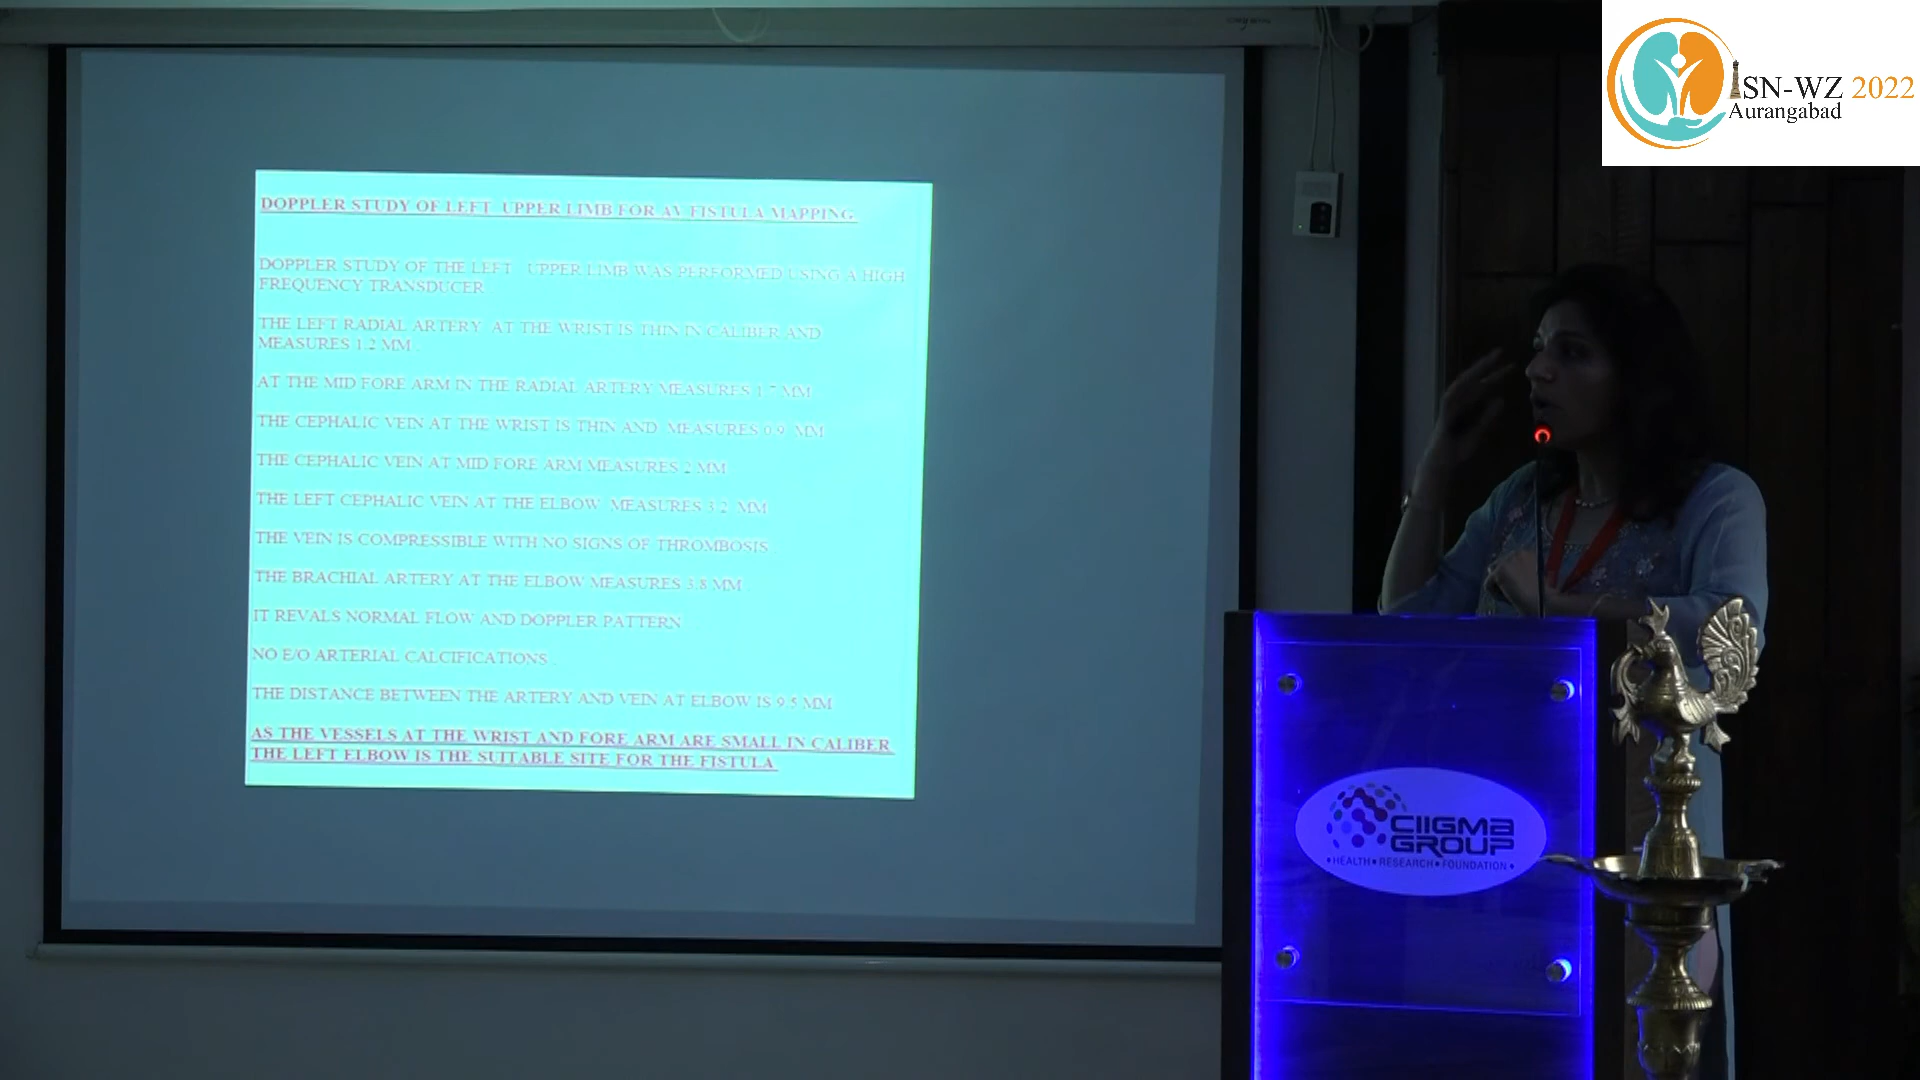 DOPPLER STUDY OF LEFT UPPER LIMB FOR AV FISTULA MAPPING.
DOPPLER STUDY OF THE LEFT UPPER LIMB WAS PERFORMED USING A HIGH
FREQUENCY TRANSDUCER
THE LEFT RADIAL ARTERY AT THE WRIST IS THIN IN CALIBER AND
MEASURES 1.2 MM .
AT THE MID FORE ARM IN THE RADIAL ARTERY MEASURES 1.7 MM
THE CEPHALIC VEIN AT THE WRIST IS THIN AND MEASURES 0.9 MM
THE CEPHALIC VEIN AT MID FORE ARM MEASURES 2 MM
THE LEFT CEPHALIC VEIN AT THE ELBOW MEASURES 3.2 MM
THE VEIN IS COMPRESSIBLE WITH NO SIGNS OF THROMBOSIS .
THE BRACHIAL ARTERY AT THE ELBOW MEASURES 3.8 MM
IT REVALS NORMAL FLOW AND DOPPLER PATTERN .
NO E/O ARTERIAL CALCIFICATIONS .
THE DISTANCE BETWEEN THE ARTERY AND VEIN AT ELBOW IS 9.5 MM
AS THE VESSELS AT THE WRIST AND FORE ARM ARE SMALL IN CALIBER
THE LEFT ELBOW IS THE SUITABLE SITE FOR THE FISTULA
ISN-WZ 2022
Aurangabad
CIIGMA
GROUP
• HEALTH • RESEARCH • FOUNDATION •